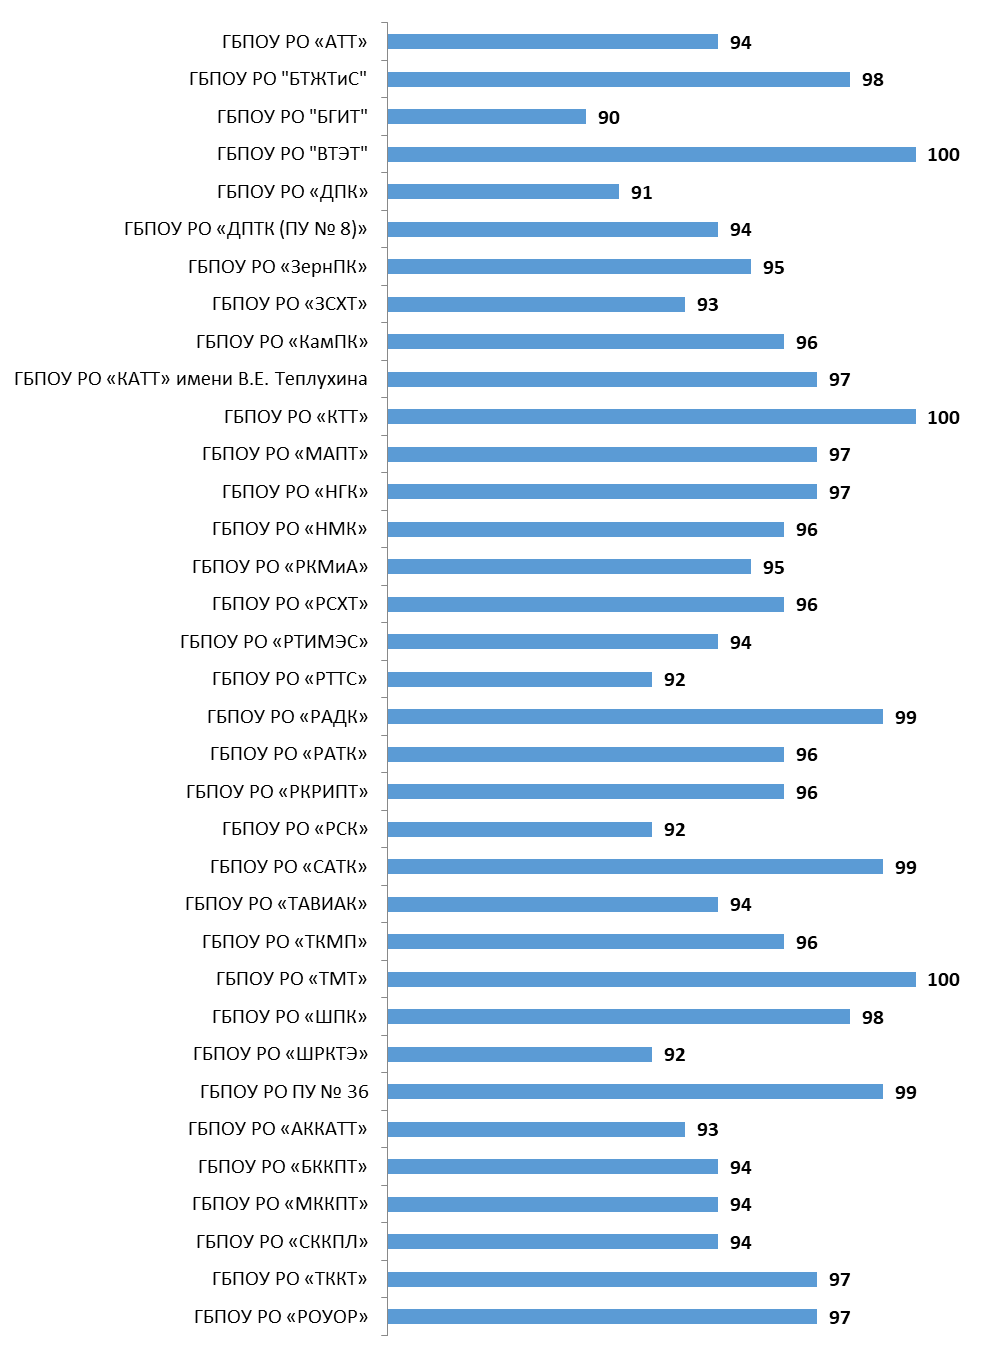 ГБПОУ РО «АТТ» 94
ГБПОУ РО "БТЖТиС" 98
ГБПОУ РО "БГИТ" 90
ГБПОУ РО "ВТЭТ" 100
ГБПОУ РО «ДПК» 91
ГБПОУ РО «ДПТК (ПУ № 8)» 94
ГБПОУ РО «ЗернПК» 95
ГБПОУ РО «ЗСХТ» 93
ГБПОУ РО «КамПК» 96
ГБПОУ РО «КАТТ» имени В.Е. Теплухина 97
ГБПОУ РО «КТТ» 100
ГБПОУ РО «МАПТ» 97
ГБПОУ РО «НГК» 97
ГБПОУ РО «НМК» 96
ГБПОУ РО «РКМиА» 95
ГБПОУ РО «РСХТ» 96
ГБПОУ РО «РТИМЭС» 94
ГБПОУ РО «РТТС» 92
ГБПОУ РО «РАДК» 99
ГБПОУ РО «РАТК» 96
ГБПОУ РО «РКРИПТ» 96
ГБПОУ РО «РСК» 92
ГБПОУ РО «САТК» 99
ГБПОУ РО «ТАВИАК» 94
ГБПОУ РО «ТКМП» 96
ГБПОУ РО «ТМТ» 100
ГБПОУ РО «ШПК» 98
ГБПОУ РО «ШРКТЭ» 92
ГБПОУ РО ПУ № 36 99
ГБПОУ РО «АККАТТ» 93
ГБПОУ РО «БККПТ» 94
ГБПОУ РО «МККПТ» 94
ГБПОУ РО «СККПЛ» 94
ГБПОУ РО «ТККТ» 97
ГБПОУ РО «РОУОР» 97